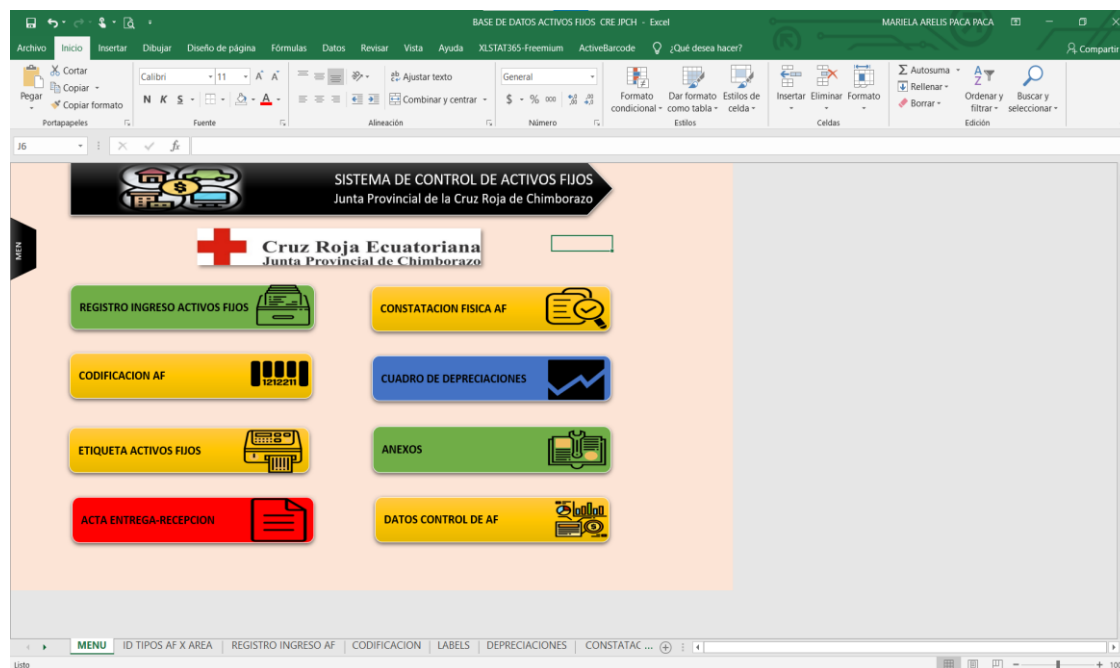 BASE DE DATOS ACTIVOS FIJOS CRE JPCH - Excel
MARIELA ARELIS PACA PACA
Archivo Inicio Insertar Dibujar Diseño de página Fórmulas Datos Revisar Vista Ayuda XLSTAT365-Freemium ActiveBarcode ¿Qué desea hacer? Compartir
Pegar
Cortar
Copiar
Copiar formato
Portapapeles
Calibri 11
N K S
Fuente
Ajustar texto
Combinar y centrar
Alineación
General
$ % 000
Número
Formato condicional
Dar formato como tabla
Estilos de celda
Estilos
Insertar Eliminar Formato
Celdas
Autosuma
Rellenar
Borrar
Ordenar y filtrar
Buscar y seleccionar
Edición
J6 fx
SISTEMA DE CONTROL DE ACTIVOS FIJOS
Junta Provincial de la Cruz Roja de Chimborazo
MEN
Cruz Roja Ecuatoriana
Junta Provincial de Chimborazo
REGISTRO INGRESO ACTIVOS FIJOS
CONSTATACION FISICA AF
CODIFICACION AF
1212211
CUADRO DE DEPRECIACIONES
ETIQUETA ACTIVOS FIJOS
ANEXOS
ACTA ENTREGA-RECEPCION
DATOS CONTROL DE AF
MENU ID TIPOS AF X AREA REGISTRO INGRESO AF CODIFICACION LABELS DEPRECIACIONES CONSTATAC ...
Listo